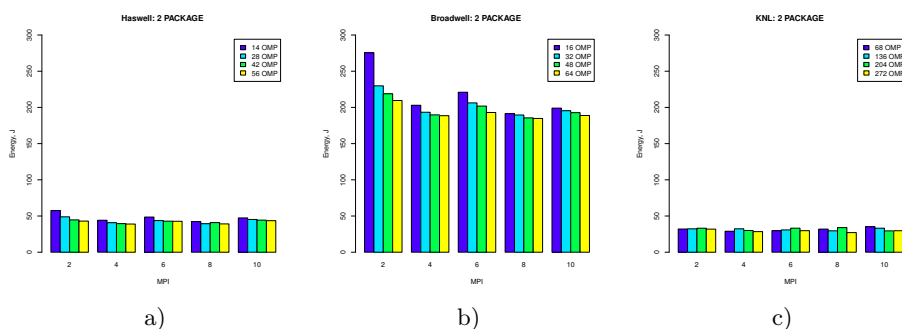 Haswell: 2 PACKAGE
300
250
200
150
100
50
0
Energy, J
14 OMP
28 OMP
42 OMP
56 OMP
2 4 6 8 10
MPI
a)
Broadwell: 2 PACKAGE
300
250
200
150
100
50
0
Energy, J
16 OMP
32 OMP
48 OMP
64 OMP
2 4 6 8 10
MPI
b)
KNL: 2 PACKAGE
300
250
200
150
100
50
0
Energy, J
68 OMP
136 OMP
204 OMP
272 OMP
2 4 6 8 10
MPI
c)